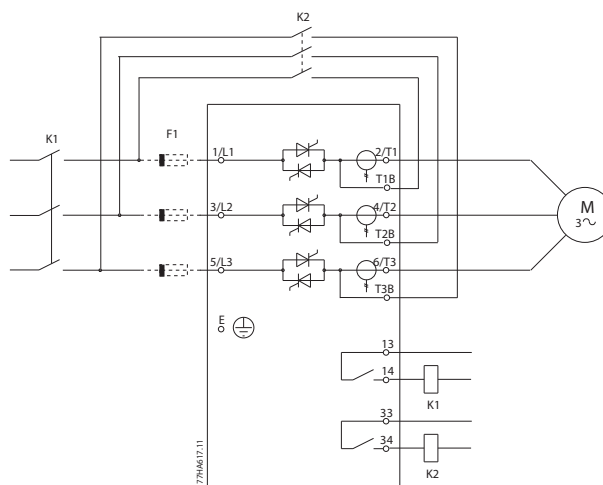 K2
K1
F1
1/L1
2/T1
T1B
3/L2
4/T2
T2B
5/L3
6/T3
T3B
M
3~
E
13
14
K1
33
34
K2
77HA617.11